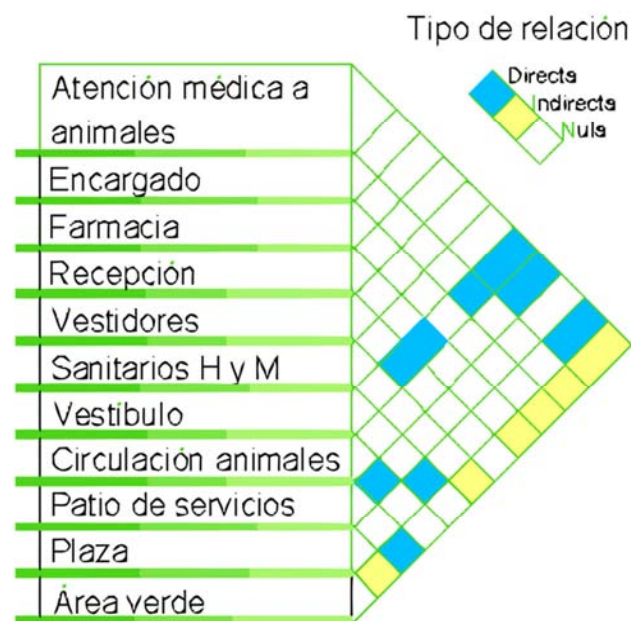 Tipo de relación
Directa
Indirecta
Nula
Atención médica a
animales
Encargado
Farmacia
Recepción
Vestidores
Sanitarios H y M
Vestíbulo
Circulación animales
Patio de servicios
Plaza
Área verde